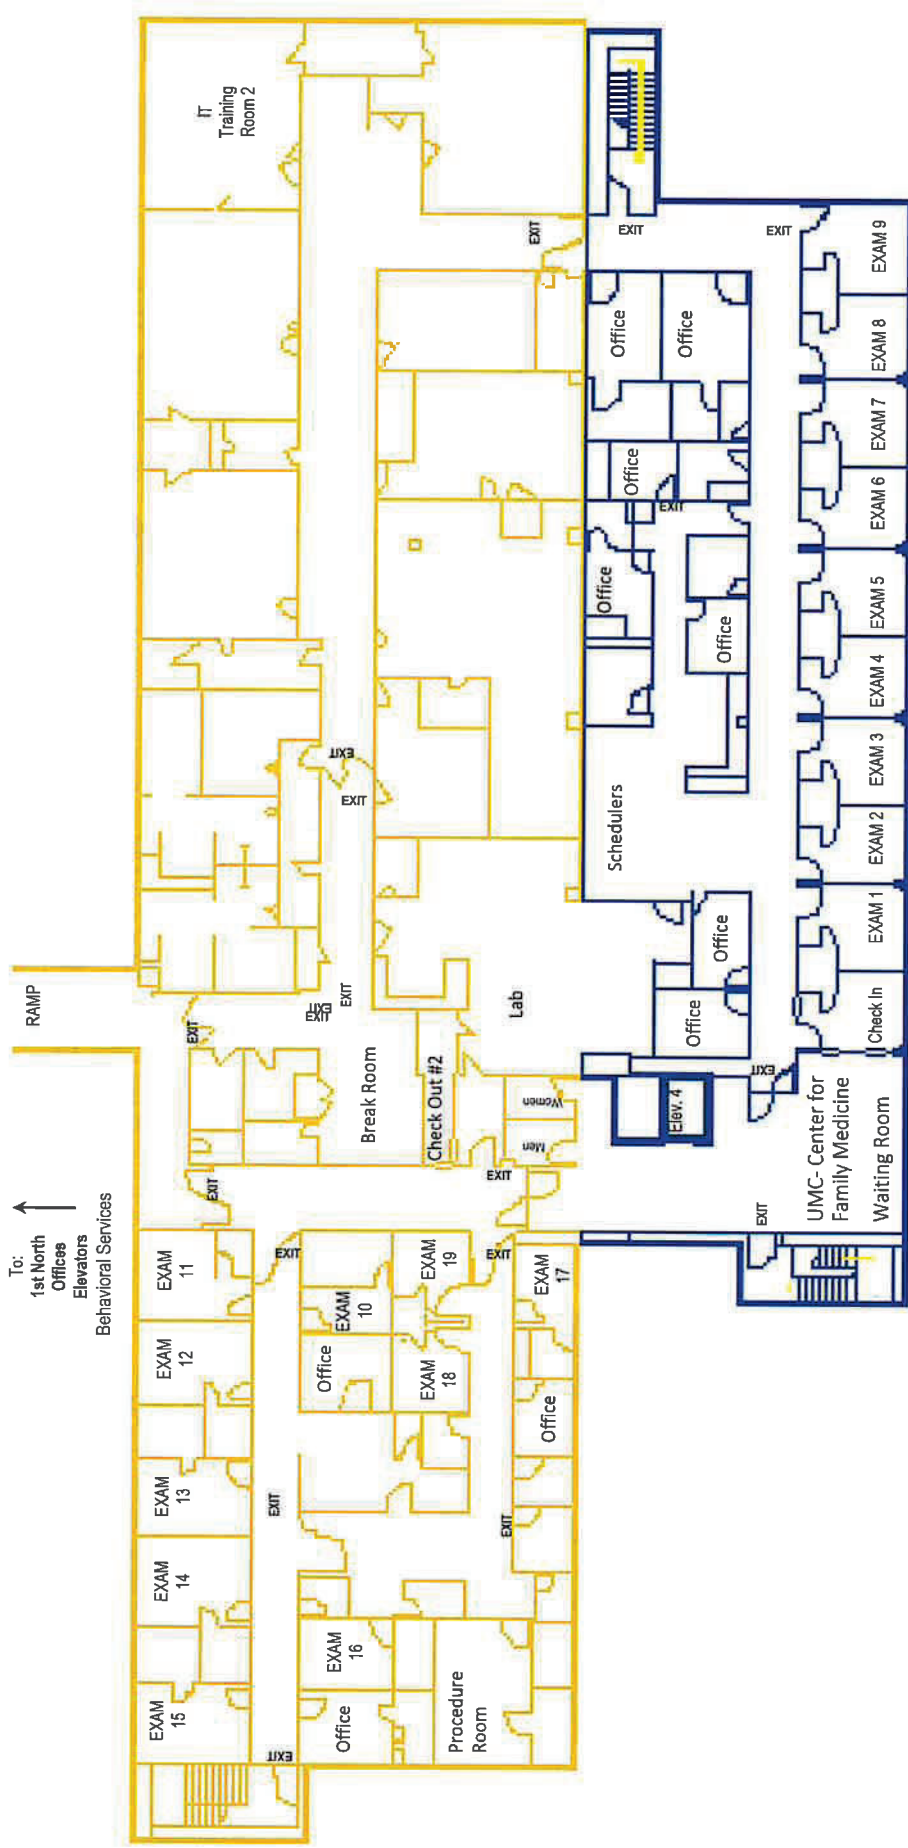 To:
1st North
Offices
Elevators
Behavioral Services
RAMP
IT
Training
Room 2
EXAM
15
EXAM
14
EXAM
13
EXAM
12
EXAM
11
EXIT
EXIT
EXIT
EXIT
EXIT
EXIT
EXIT
EXIT
EXIT
EXIT
Office
EXAM
16
Office
EXAM
10
EXAM
18
EXAM
19
Break Room
Check Out #2
Procedure
Room
EXIT
EXIT
EXIT
Office
EXAM
17
Men
Women
Lab
EXIT
Elev. 4
EXIT
EXIT
Office
Office
Schedulers
Office
Office
Office
EXIT
Office
Office
EXIT
EXIT
UMC- Center for
Family Medicine
Waiting Room
Check In
EXAM 1
EXAM 2
EXAM 3
EXAM 4
EXAM 5
EXAM 6
EXAM 7
EXAM 8
EXAM 9